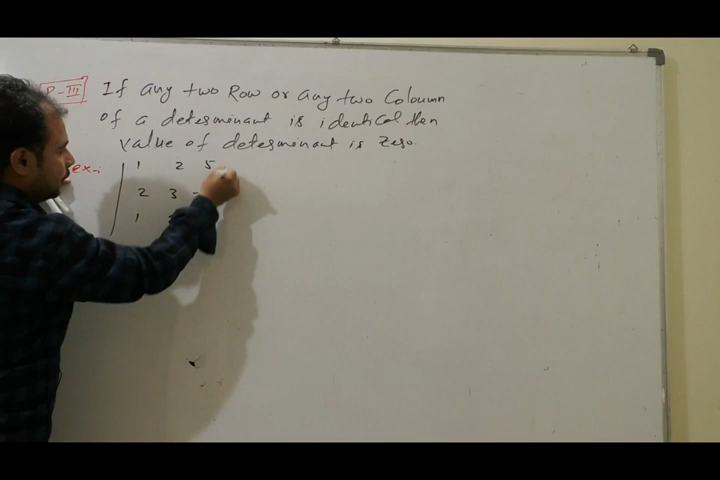 P-III If any two Row or any two Coloumn
of a determinant is identical then
value of determinant is zero.
ex-i 1 2 5
2 3
1